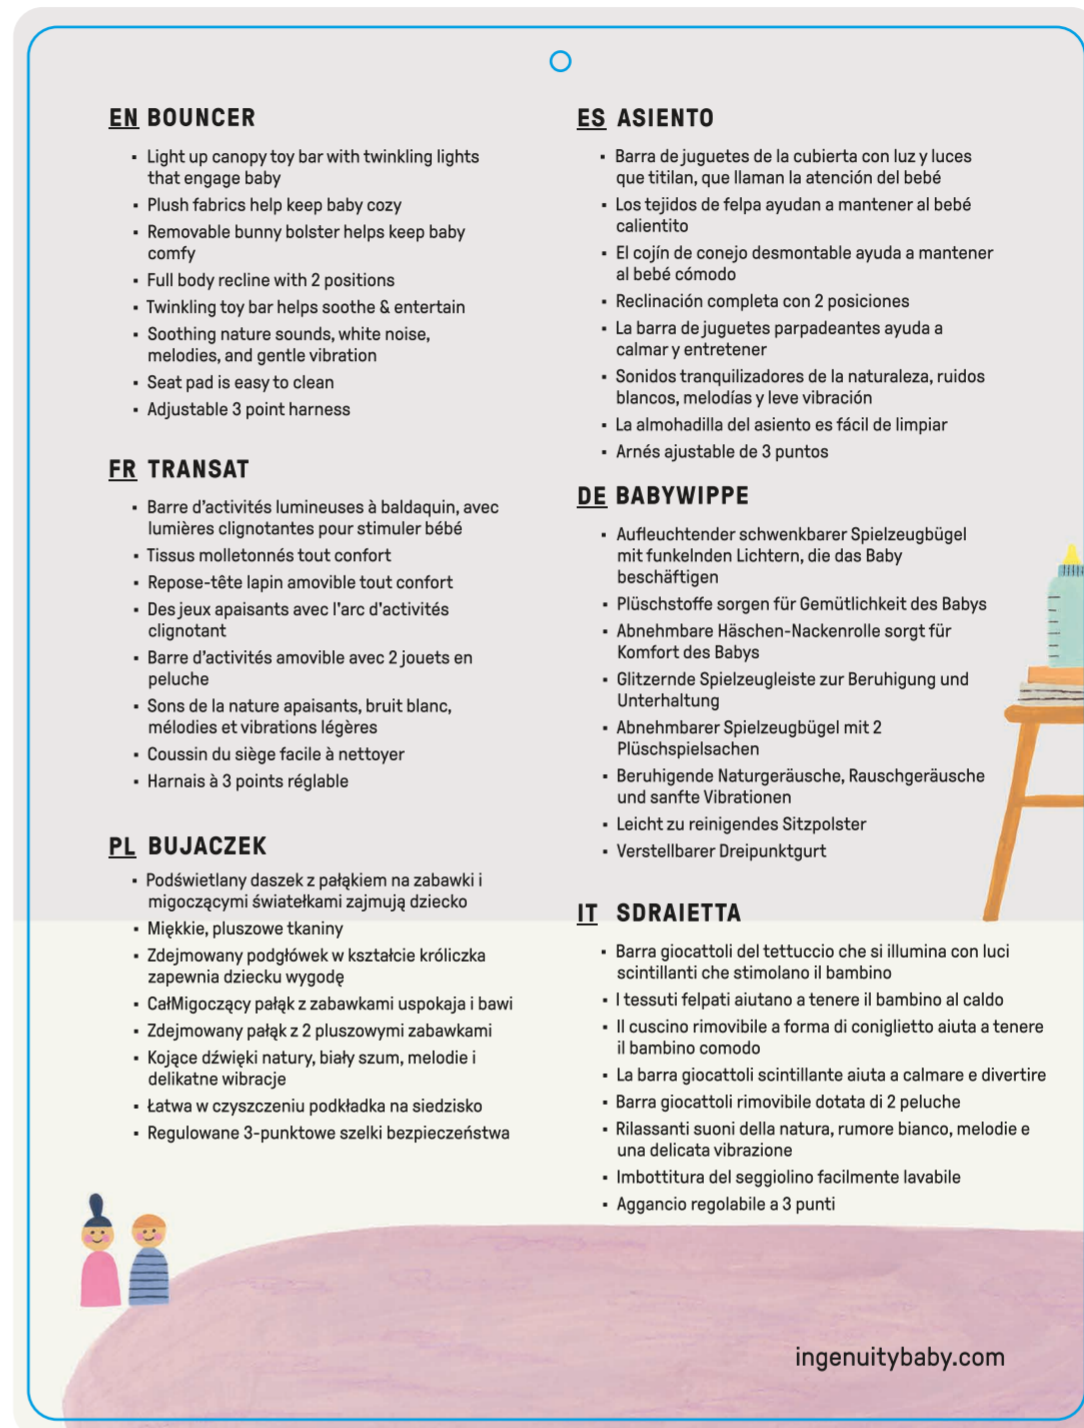 EN BOUNCER
▪ Light up canopy toy bar with twinkling lights
that engage baby
▪ Plush fabrics help keep baby cozy
▪ Removable bunny bolster helps keep baby
comfy
▪ Full body recline with 2 positions
▪ Twinkling toy bar helps soothe & entertain
▪ Soothing nature sounds, white noise,
melodies, and gentle vibration
▪ Seat pad is easy to clean
▪ Adjustable 3 point harness
FR TRANSAT
▪ Barre d'activités lumineuses à baldaquin, avec
lumières clignotantes pour stimuler bébé
▪ Tissus molletonnés tout confort
▪ Repose-tête lapin amovible tout confort
▪ Des jeux apaisants avec l'arc d'activités
clignotant
▪ Barre d'activités amovible avec 2 jouets en
peluche
▪ Sons de la nature apaisants, bruit blanc,
mélodies et vibrations légères
▪ Coussin du siège facile à nettoyer
▪ Harnais à 3 points réglable
PL BUJACZEK
▪ Podświetlany daszek z pałąkiem na zabawki i
migoczącymi światełkami zajmują dziecko
▪ Miękkie, pluszowe tkaniny
▪ Zdejmowany podgłówek w kształcie króliczka
zapewnia dziecku wygodę
▪ CałMigoczący pałąk z zabawkami uspokaja i bawi
▪ Zdejmowany pałąk z 2 pluszowymi zabawkami
▪ Kojące dźwięki natury, biały szum, melodie i
delikatne wibracje
▪ Łatwa w czyszczeniu podkładka na siedzisko
▪ Regulowane 3-punktowe szelki bezpieczeństwa
ES ASIENTO
▪ Barra de juguetes de la cubierta con luz y luces
que titilan, que llaman la atención del bebé
▪ Los tejidos de felpa ayudan a mantener al bebé
calientito
▪ El cojín de conejo desmontable ayuda a mantener
al bebé cómodo
▪ Reclinación completa con 2 posiciones
▪ La barra de juguetes parpadeantes ayuda a
calmar y entretener
▪ Sonidos tranquilizadores de la naturaleza, ruidos
blancos, melodías y leve vibración
▪ La almohadilla del asiento es fácil de limpiar
▪ Arnés ajustable de 3 puntos
DE BABYWIPPE
▪ Aufleuchtender schwenkbarer Spielzeugbügel
mit funkelnden Lichtern, die das Baby
beschäftigen
▪ Plüschstoffe sorgen für Gemütlichkeit des Babys
▪ Abnehmbare Häschen-Nackenrolle sorgt für
Komfort des Babys
▪ Glitzernde Spielzeugleiste zur Beruhigung und
Unterhaltung
▪ Abnehmbarer Spielzeugbügel mit 2
Plüschspielsachen
▪ Beruhigende Naturgeräusche, Rauschgeräusche
und sanfte Vibrationen
▪ Leicht zu reinigendes Sitzpolster
▪ Verstellbarer Dreipunktgurt
IT SDRAIETTA
▪ Barra giocattoli del tettuccio che si illumina con luci
scintillanti che stimolano il bambino
▪ I tessuti felpati aiutano a tenere il bambino al caldo
▪ Il cuscino rimovibile a forma di coniglietto aiuta a tenere
il bambino comodo
▪ La barra giocattoli scintillante aiuta a calmare e divertire
▪ Barra giocattoli rimovibile dotata di 2 peluche
▪ Rilassanti suoni della natura, rumore bianco, melodie e
una delicata vibrazione
▪ Imbottitura del seggiolino facilmente lavabile
▪ Aggancio regolabile a 3 punti
ingenuitybaby.com